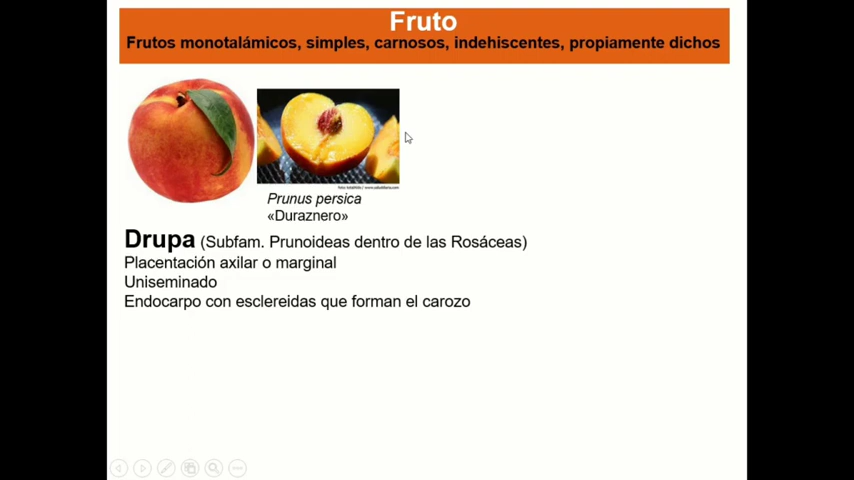 Fruto
Frutos monotalámicos, simples, carnosos, indehiscentes, propiamente dichos
Prunus persica
«Duraznero»
Drupa (Subfam. Prunoideas dentro de las Rosáceas)
Placentación axilar o marginal
Uniseminado
Endocarpo con esclereidas que forman el carozo